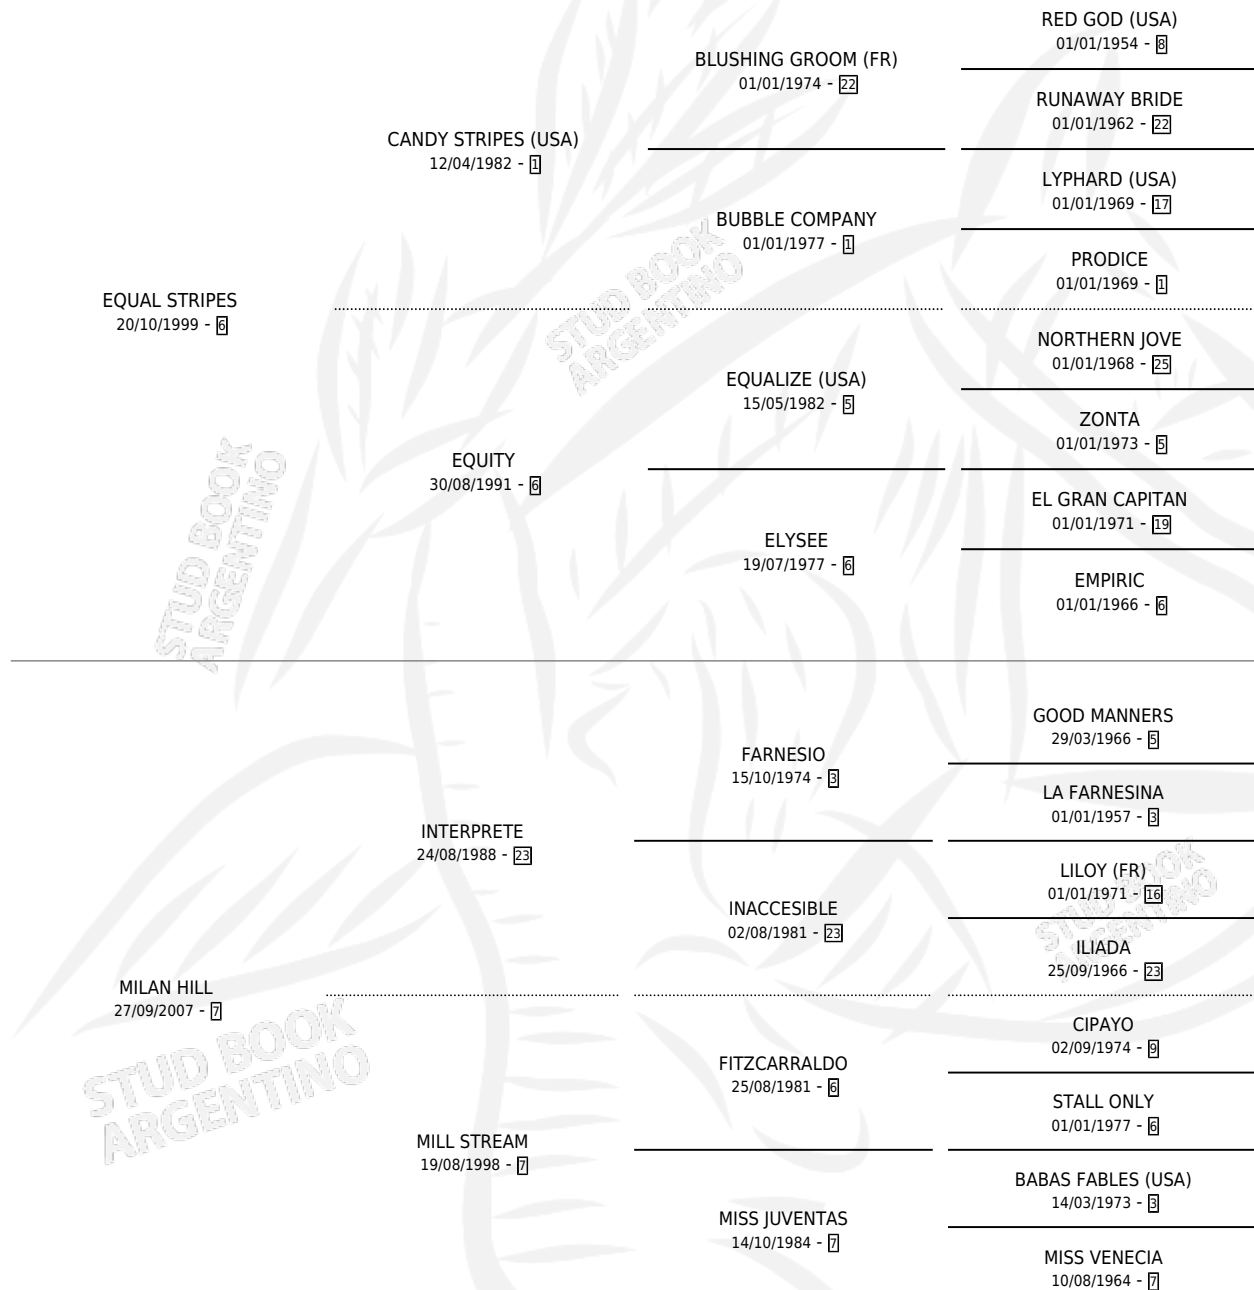 RED GOD (USA)
01/01/1954 - 8
BLUSHING GROOM (FR)
01/01/1974 - 22
RUNAWAY BRIDE
01/01/1962 - 22
CANDY STRIPES (USA)
12/04/1982 - 1
LYPHARD (USA)
01/01/1969 - 17
BUBBLE COMPANY
01/01/1977 - 1
PRODICE
01/01/1969 - 1
EQUAL STRIPES
20/10/1999 - 6
STUD BOOK
ARGENTINO
NORTHERN JOVE
01/01/1968 - 25
EQUALIZE (USA)
15/05/1982 - 5
ZONTA
01/01/1973 - 5
EQUITY
30/08/1991 - 6
EL GRAN CAPITAN
01/01/1971 - 19
ELYSEE
19/07/1977 - 6
EMPIRIC
01/01/1966 - 6
STUD BOOK
ARGENTINO
GOOD MANNERS
29/03/1966 - 5
FARNESIO
15/10/1974 - 3
LA FARNESINA
01/01/1957 - 3
INTERPRETE
24/08/1988 - 23
LILOY (FR)
01/01/1971 - 16
INACCESIBLE
02/08/1981 - 23
ILIADA
25/09/1966 - 23
STUD BOOK
ARGENTINO
MILAN HILL
27/09/2007 - 7
STUD BOOK
ARGENTINO
CIPAYO
02/09/1974 - 9
FITZCARRALDO
25/08/1981 - 6
STALL ONLY
01/01/1977 - 6
MILL STREAM
19/08/1998 - 7
BABAS FABLES (USA)
14/03/1973 - 3
MISS JUVENTAS
14/10/1984 - 7
MISS VENECIA
10/08/1964 - 7